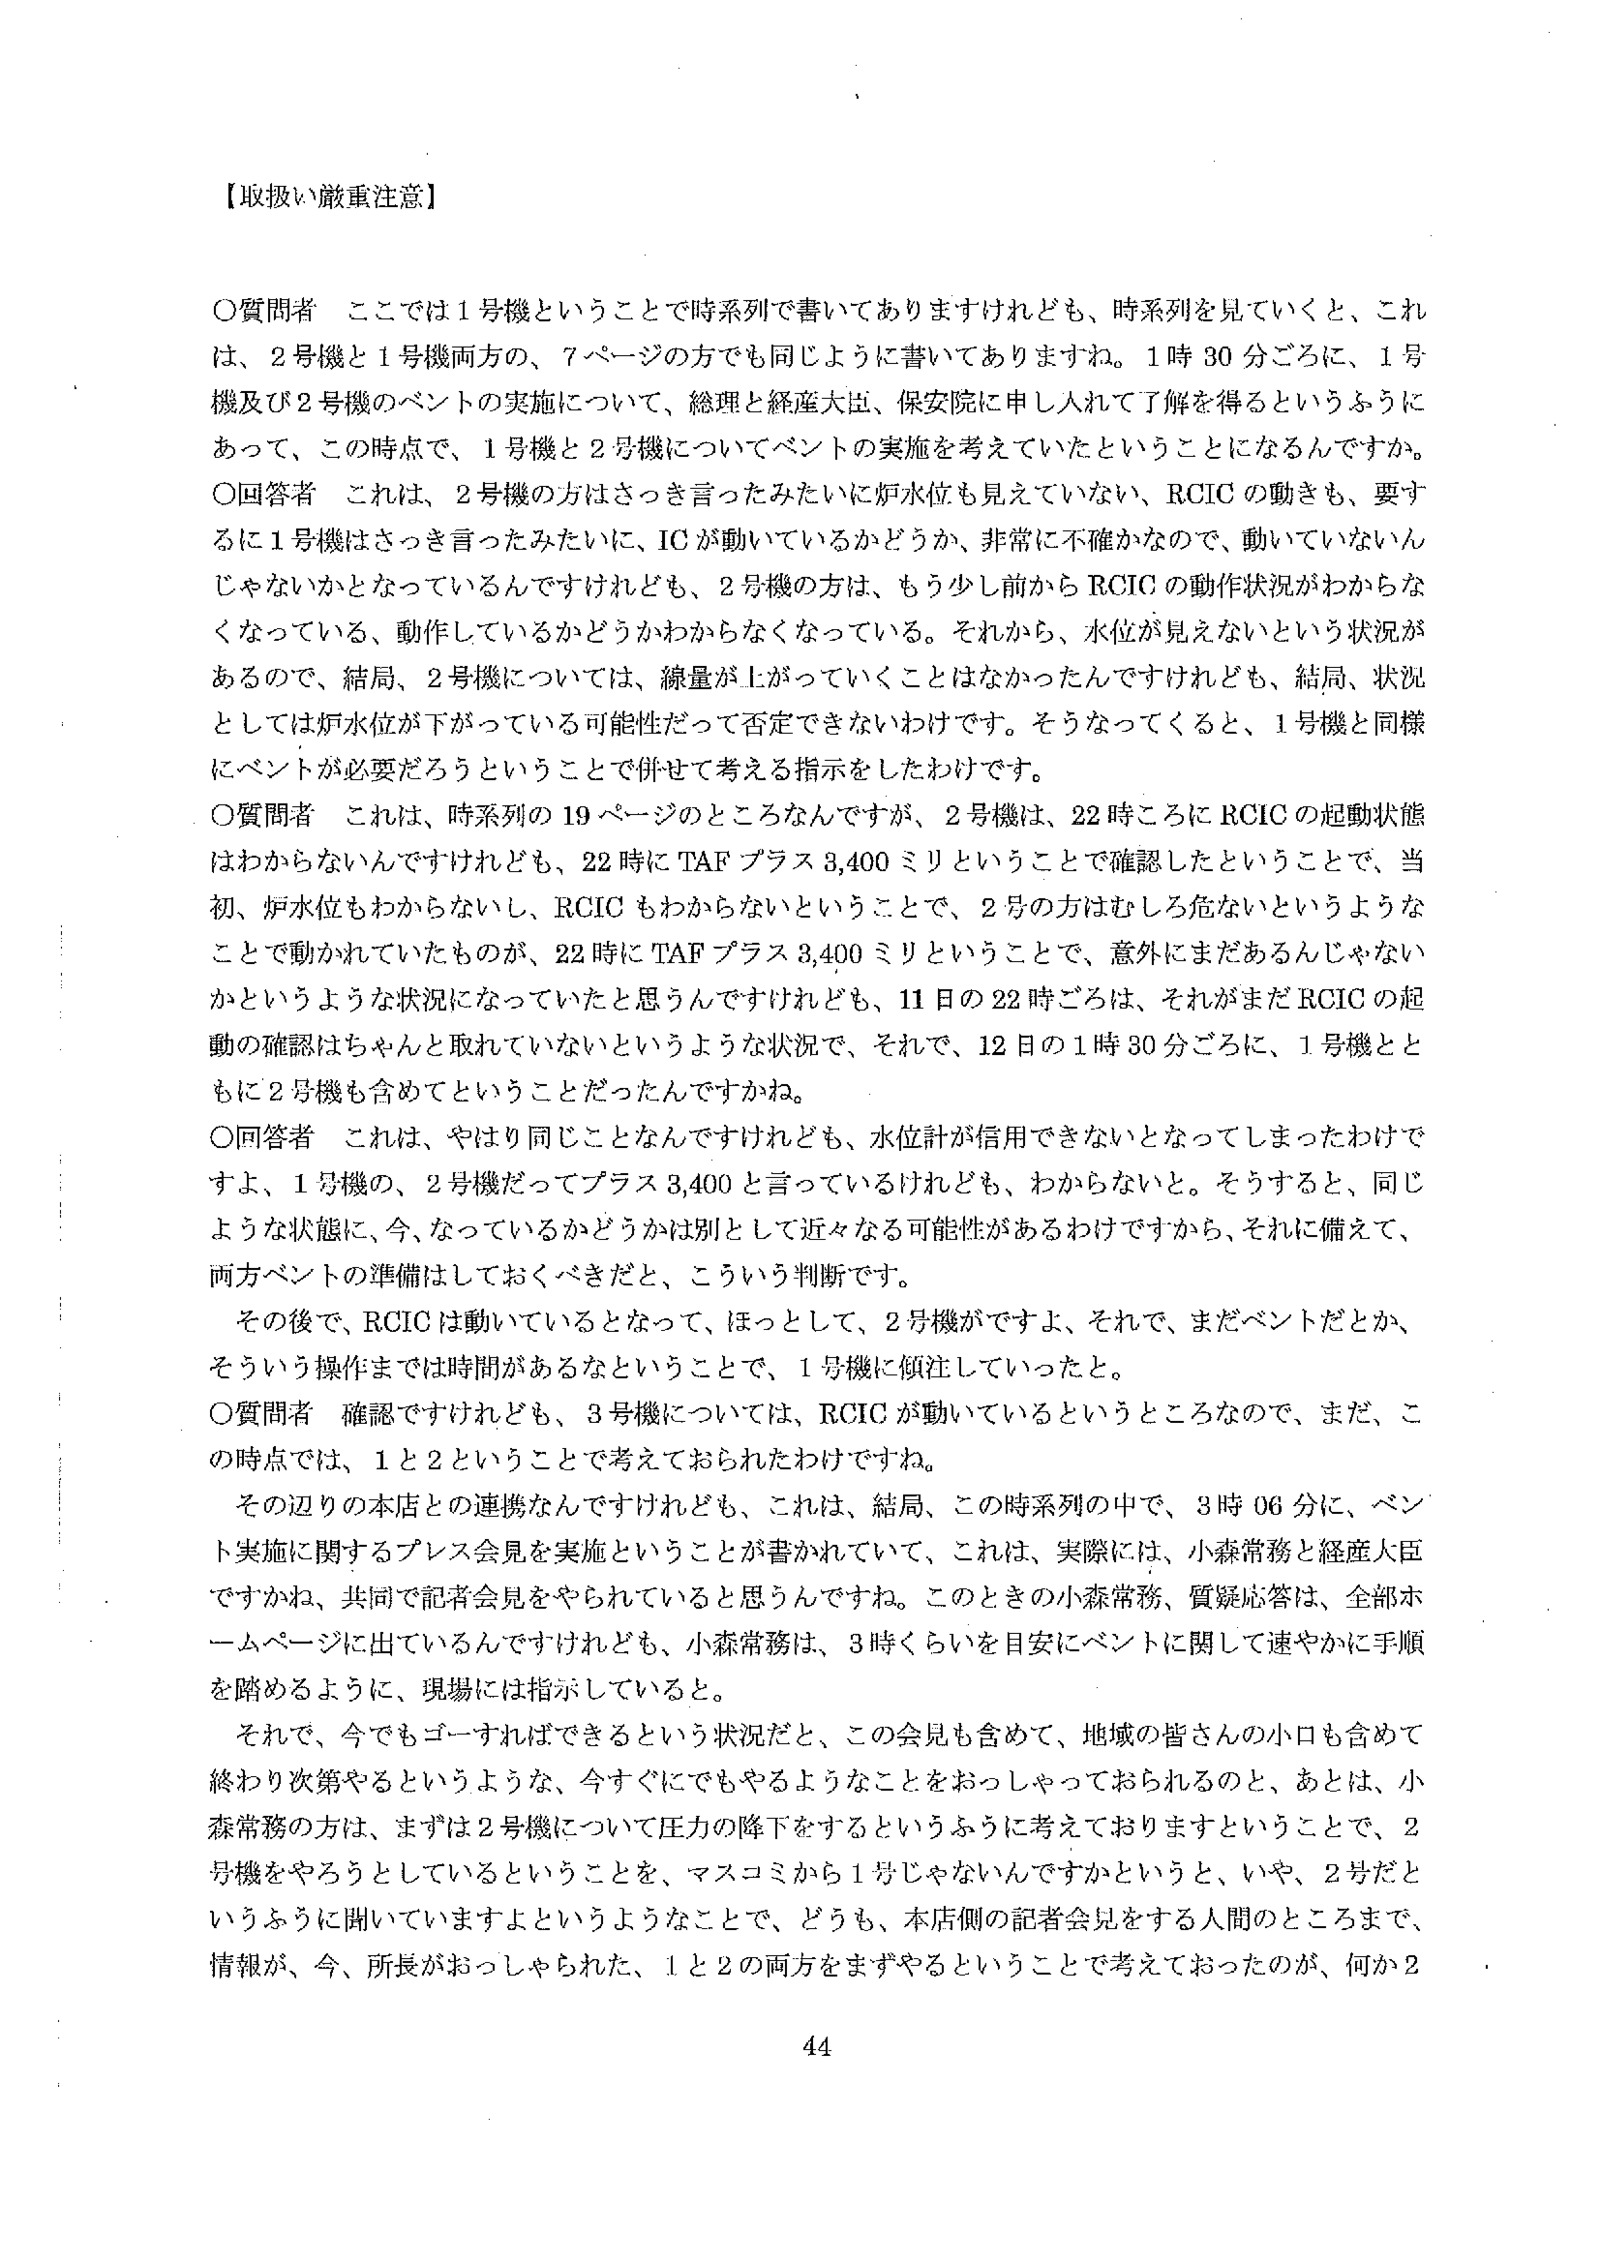 【取扱い厳重注意】
○質問者　ここでは１号機ということで時系列で書いてありますけれども、時系列を見ていくと、これ
は、２号機と１号機両方の、７ページの方でも同じように書いてありますね。１時 30 分ごろに、１号
機及び２号機のベントの実施について、総理と経産大臣、保安院に申し入れて了解を得るというふうに
あって、この時点で、１号機と２号機についてベントの実施を考えていたということになるんですか。
○回答者　これは、２号機の方はさっき言ったみたいに炉水位も見えていない、RCIC の動きも、要す
るに１号機はさっき言ったみたいに、IC が動いているかどうか、非常に不確かなので、動いていないん
じゃないかとなっているんですけれども、２号機の方は、もう少し前から RCIC の動作状況がわからな
くなっている、動作しているかどうかわからなくなっている。それから、水位が見えないという状況が
あるので、結局、２号機については、線量が上がっていくことはなかったんですけれども、結局、状況
としては炉水位が下がっている可能性だって否定できないわけです。そうなってくると、１号機と同様
にベントが必要だろうということで併せて考える指示をしたわけです。
○質問者　これは、時系列の 19 ページのところなんですが、２号機は、22 時ころに RCIC の起動状態
はわからないんですけれども、22 時に TAF プラス 3,400 ミリということで確認したということで、当
初、炉水位もわからないし、RCIC もわからないということで、２号の方はむしろ危ないというような
ことで動かれていたものが、22 時に TAF プラス 3,400 ミリということで、意外にまだあるんじゃない
かというような状況になっていたと思うんですけれども、11 日の 22 時ごろは、それがまだ RCIC の起
動の確認はちゃんと取れていないというような状況で、それで、12 日の１時 30 分ごろに、１号機とと
もに２号機も含めてということだったんですかね。
○回答者　これは、やはり同じことなんですけれども、水位計が信用できないとなってしまったわけで
すよ、１号機の、２号機だってプラス 3,400 と言っているけれども、わからないと。そうすると、同じ
ような状態に、今、なっているかどうかは別として近々なる可能性があるわけですから、それに備えて、
両方ベントの準備はしておくべきだと、こういう判断です。
　その後で、RCIC は動いているとなって、ほっとして、２号機がですよ、それで、まだベントだとか、
そういう操作までは時間があるなということで、１号機に傾注していったと。
○質問者　確認ですけれども、３号機については、RCIC が動いているというところなので、まだ、こ
の時点では、１と２ということで考えておられたわけですね。
　その辺りの本店との連携なんですけれども、これは、結局、この時系列の中で、３時 06 分に、ベン
ト実施に関するプレス会見を実施ということが書かれていて、これは、実際には、小森常務と経産大臣
ですかね、共同で記者会見をやられていると思うんですね。このときの小森常務、質疑応答は、全部ホ
ームページに出ているんですけれども、小森常務は、３時くらいを目安にベントに関して速やかに手順
を踏めるように、現場には指示していると。
　それで、今でもゴーすればできるという状況だと、この会見も含めて、地域の皆さんの小口も含めて
終わり次第やるというような、今すぐにでもやるようなことをおっしゃっておられるのと、あとは、小
森常務の方は、まずは２号機について圧力の降下をするというふうに考えておりますということで、２
号機をやろうとしているということを、マスコミから１号じゃないんですかというと、いや、２号だと
いうふうに聞いていますよというようなことで、どうも、本店側の記者会見をする人間のところまで、
情報が、今、所長がおっしゃられた、１と２の両方をまずやるということで考えておったのが、何か２
44